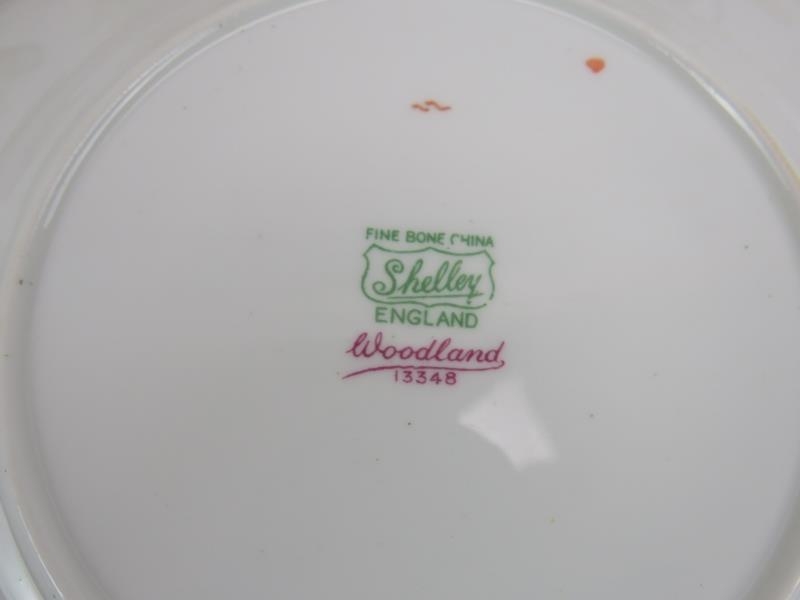 FINE BONE CHINA
Shelley
ENGLAND
Woodland
13348